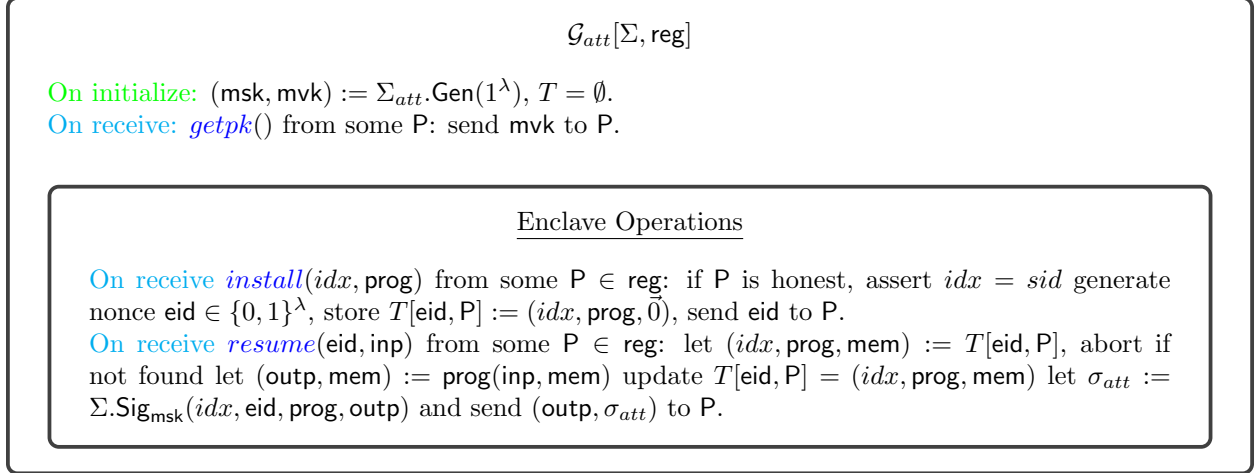 𝒢_att[Σ, reg]
On initialize: (msk, mvk) := Σ_att.Gen(1^λ), T = ∅.
On receive: getpk() from some P: send mvk to P.
Enclave Operations
On receive install(idx, prog) from some P ∈ reg: if P is honest, assert idx = sid generate
nonce eid ∈ {0, 1}^λ, store T[eid, P] := (idx, prog, 0⃗), send eid to P.
On receive resume(eid, inp) from some P ∈ reg: let (idx, prog, mem) := T[eid, P], abort if
not found let (outp, mem) := prog(inp, mem) update T[eid, P] = (idx, prog, mem) let σ_att :=
Σ.Sig_msk(idx, eid, prog, outp) and send (outp, σ_att) to P.